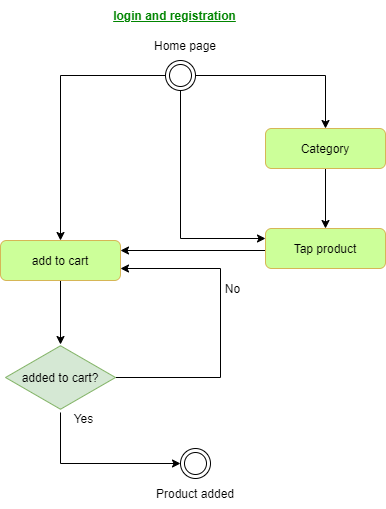 login and registration
Home page
Category
Tap product
add to cart
No
added to cart?
Yes
Product added